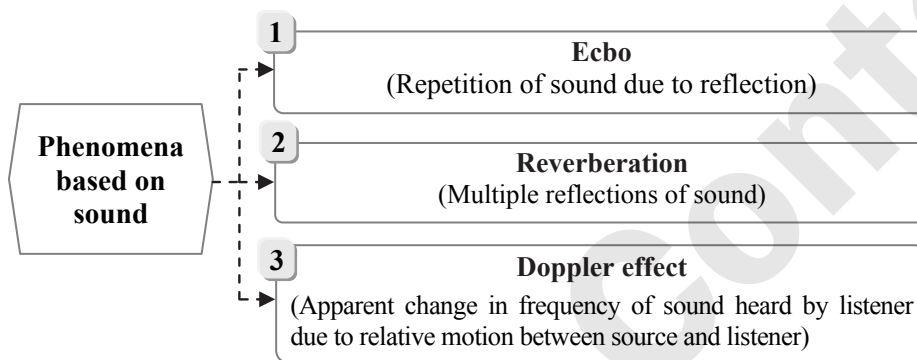 Phenomena
based on
sound
1
Ecbo
(Repetition of sound due to reflection)
2
Reverberation
(Multiple reflections of sound)
3
Doppler effect
(Apparent change in frequency of sound heard by listener
due to relative motion between source and listener)
Cont